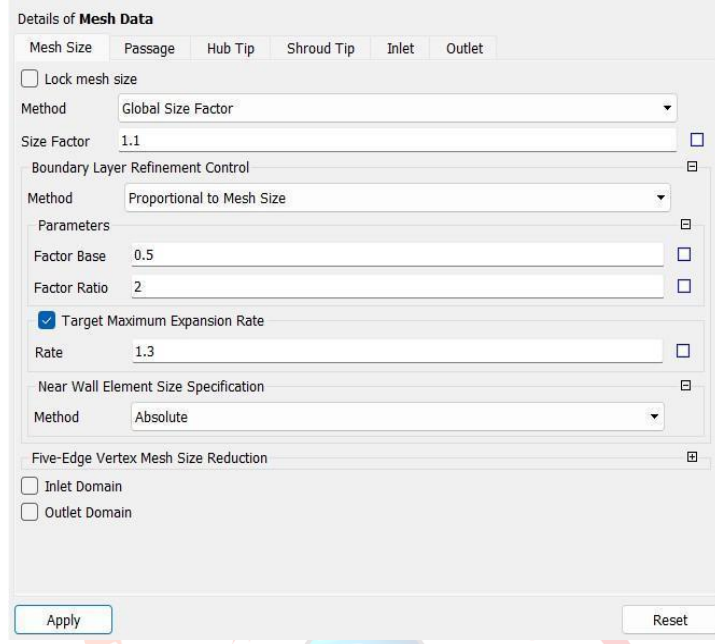 Details of Mesh Data
Mesh Size Passage Hub Tip Shroud Tip Inlet Outlet
Lock mesh size
Method Global Size Factor
Size Factor 1.1
Boundary Layer Refinement Control
Method Proportional to Mesh Size
Parameters
Factor Base 0.5
Factor Ratio 2
Target Maximum Expansion Rate
Rate 1.3
Near Wall Element Size Specification
Method Absolute
Five-Edge Vertex Mesh Size Reduction
Inlet Domain
Outlet Domain
Apply Reset